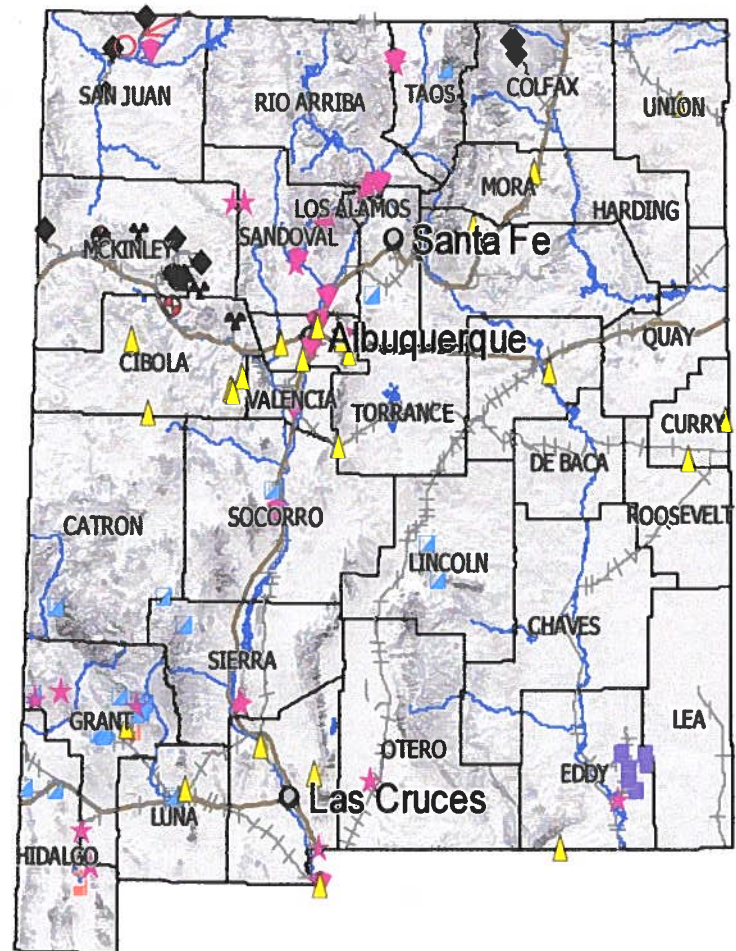 SAN JUAN
RIO ARRIBA
TAOS
COLFAX
UNION
MORA
HARDING
LOS ALAMOS
SANDOVAL
MCKINLEY
Santa Fe
Albuquerque
QUAY
CIBOLA
VALENCIA
TORRANCE
CURRY
DE BACA
ROOSEVELT
CATRON
SOCORRO
LINCOLN
CHAVES
SIERRA
GRANT
LEA
OTERO
EDDY
Las Cruces
LUNA
HIDALGO